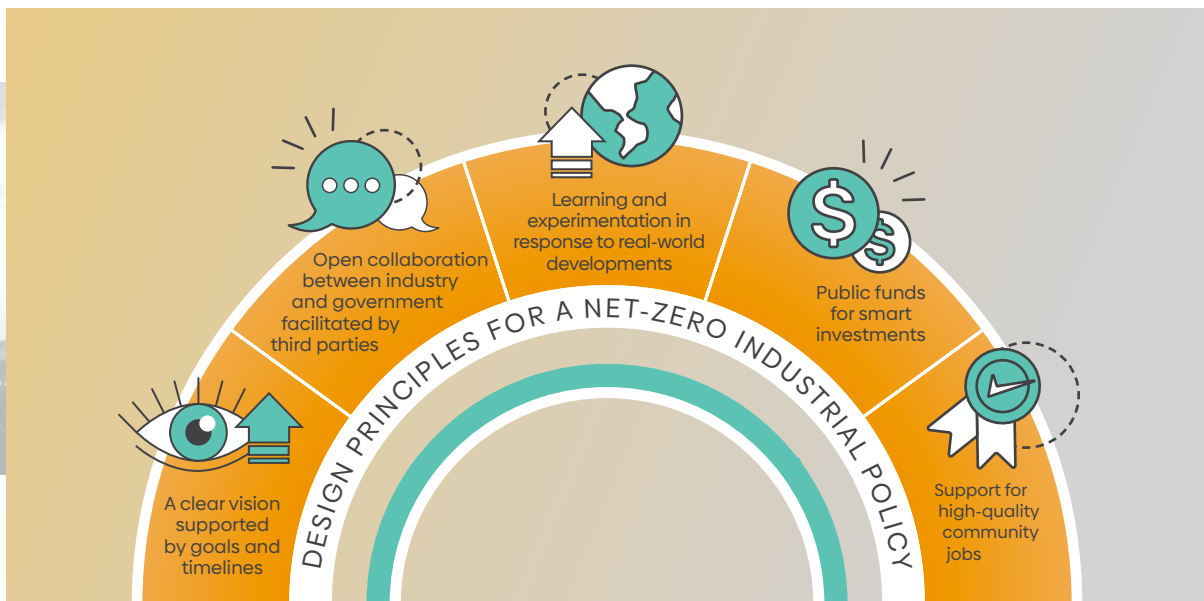 A clear vision
supported
by goals and
timelines
Open collaboration
between industry
and government
facilitated by
third parties
Learning and
experimentation in
response to real-world
developments
Public funds
for smart
investments
Support for
high-quality
community
jobs
DESIGN PRINCIPLES FOR A NET-ZERO INDUSTRIAL POLICY
$
$